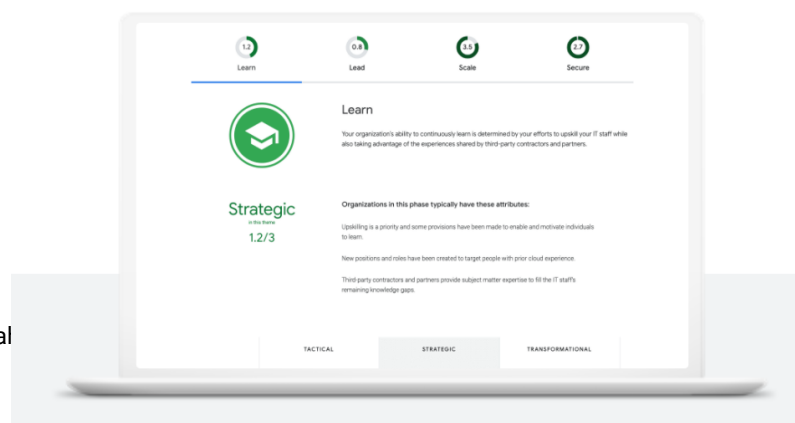 1.2
0.8
3.5
2.7
Learn
Lead
Scale
Secure
Learn
Your organization's ability to continuously learn is determined by your efforts to upskill your IT staff while
also taking advantage of the experiences shared by third-party contractors and partners.
Strategic
in this theme
1.2/3
Organizations in this phase typically have these attributes:
Upskilling is a priority and some provisions have been made to enable and motivate individuals
to learn.
New positions and roles have been created to target people with prior cloud experience.
Third-party contractors and partners provide subject matter expertise to fill the IT staff's
remaining knowledge gaps.
TACTICAL
STRATEGIC
TRANSFORMATIONAL